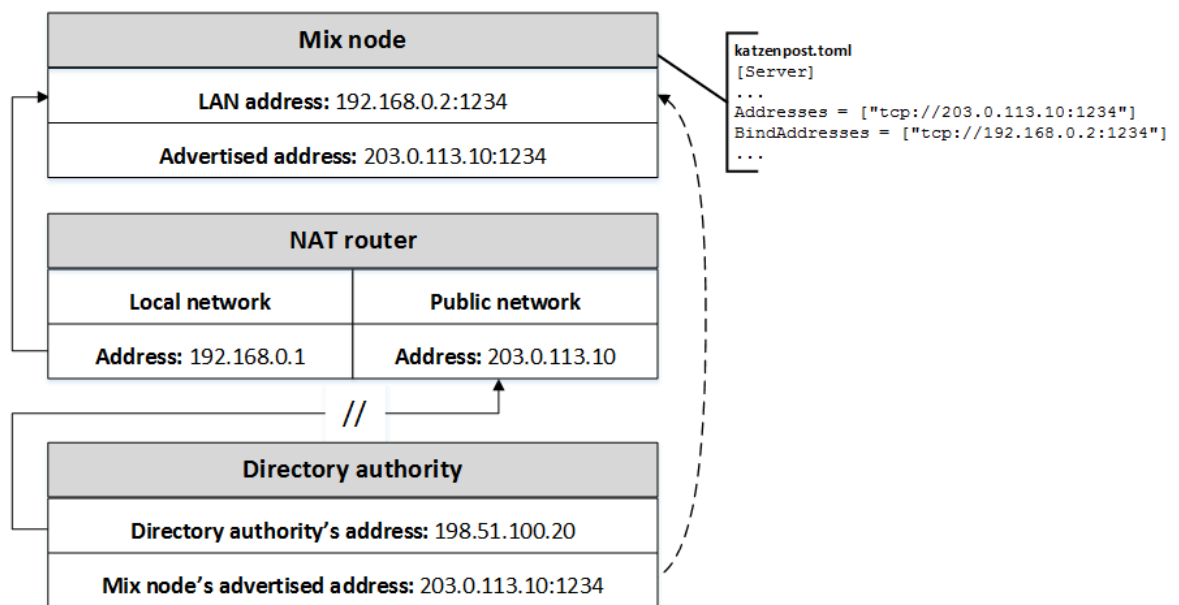 Mix node
LAN address: 192.168.0.2:1234
Advertised address: 203.0.113.10:1234
katzenpost.toml
[Server]
...
Addresses = ["tcp://203.0.113.10:1234"]
BindAddresses = ["tcp://192.168.0.2:1234"]
...
NAT router
Local network
Public network
Address: 192.168.0.1
Address: 203.0.113.10
//
Directory authority
Directory authority’s address: 198.51.100.20
Mix node’s advertised address: 203.0.113.10:1234